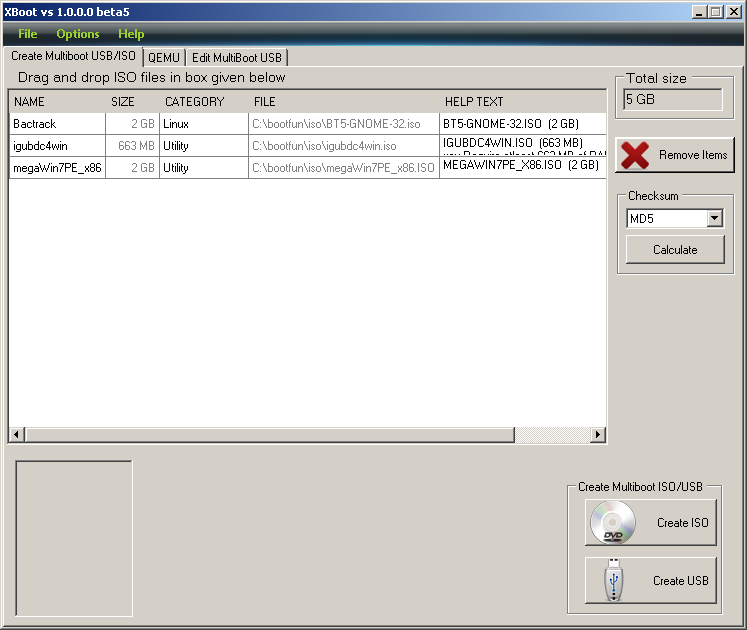 XBoot vs 1.0.0.0 beta5
File Options Help
Create Multiboot USB/ISO QEMU Edit MultiBoot USB
Drag and drop ISO files in box given below
NAME SIZE CATEGORY FILE HELP TEXT
Bactrack 2 GB Linux C:\bootfun\iso\BT5-GNOME-32.iso BT5-GNOME-32.ISO (2 GB)
igubdc4win 663 MB Utility C:\bootfun\iso\igubdc4win.iso IGUBDC4WIN.ISO (663 MB)
megaWin7PE_x86 2 GB Utility C:\bootfun\iso\megaWin7PE_x86.ISO MEGAWIN7PE_X86.ISO (2 GB)
Total size
5 GB
Remove Items
Checksum
MD5
Calculate
Create Multiboot ISO/USB
DVD
Create ISO
Create USB